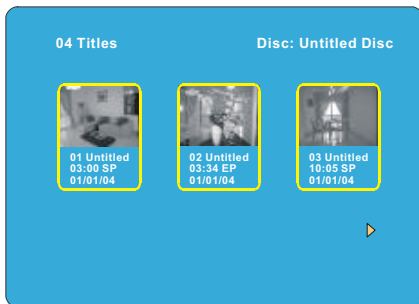 04 Titles
Disc: Untitled Disc
01 Untitled
03:00 SP
01/01/04
02 Untitled
03:34 EP
01/01/04
03 Untitled
10:05 SP
01/01/04